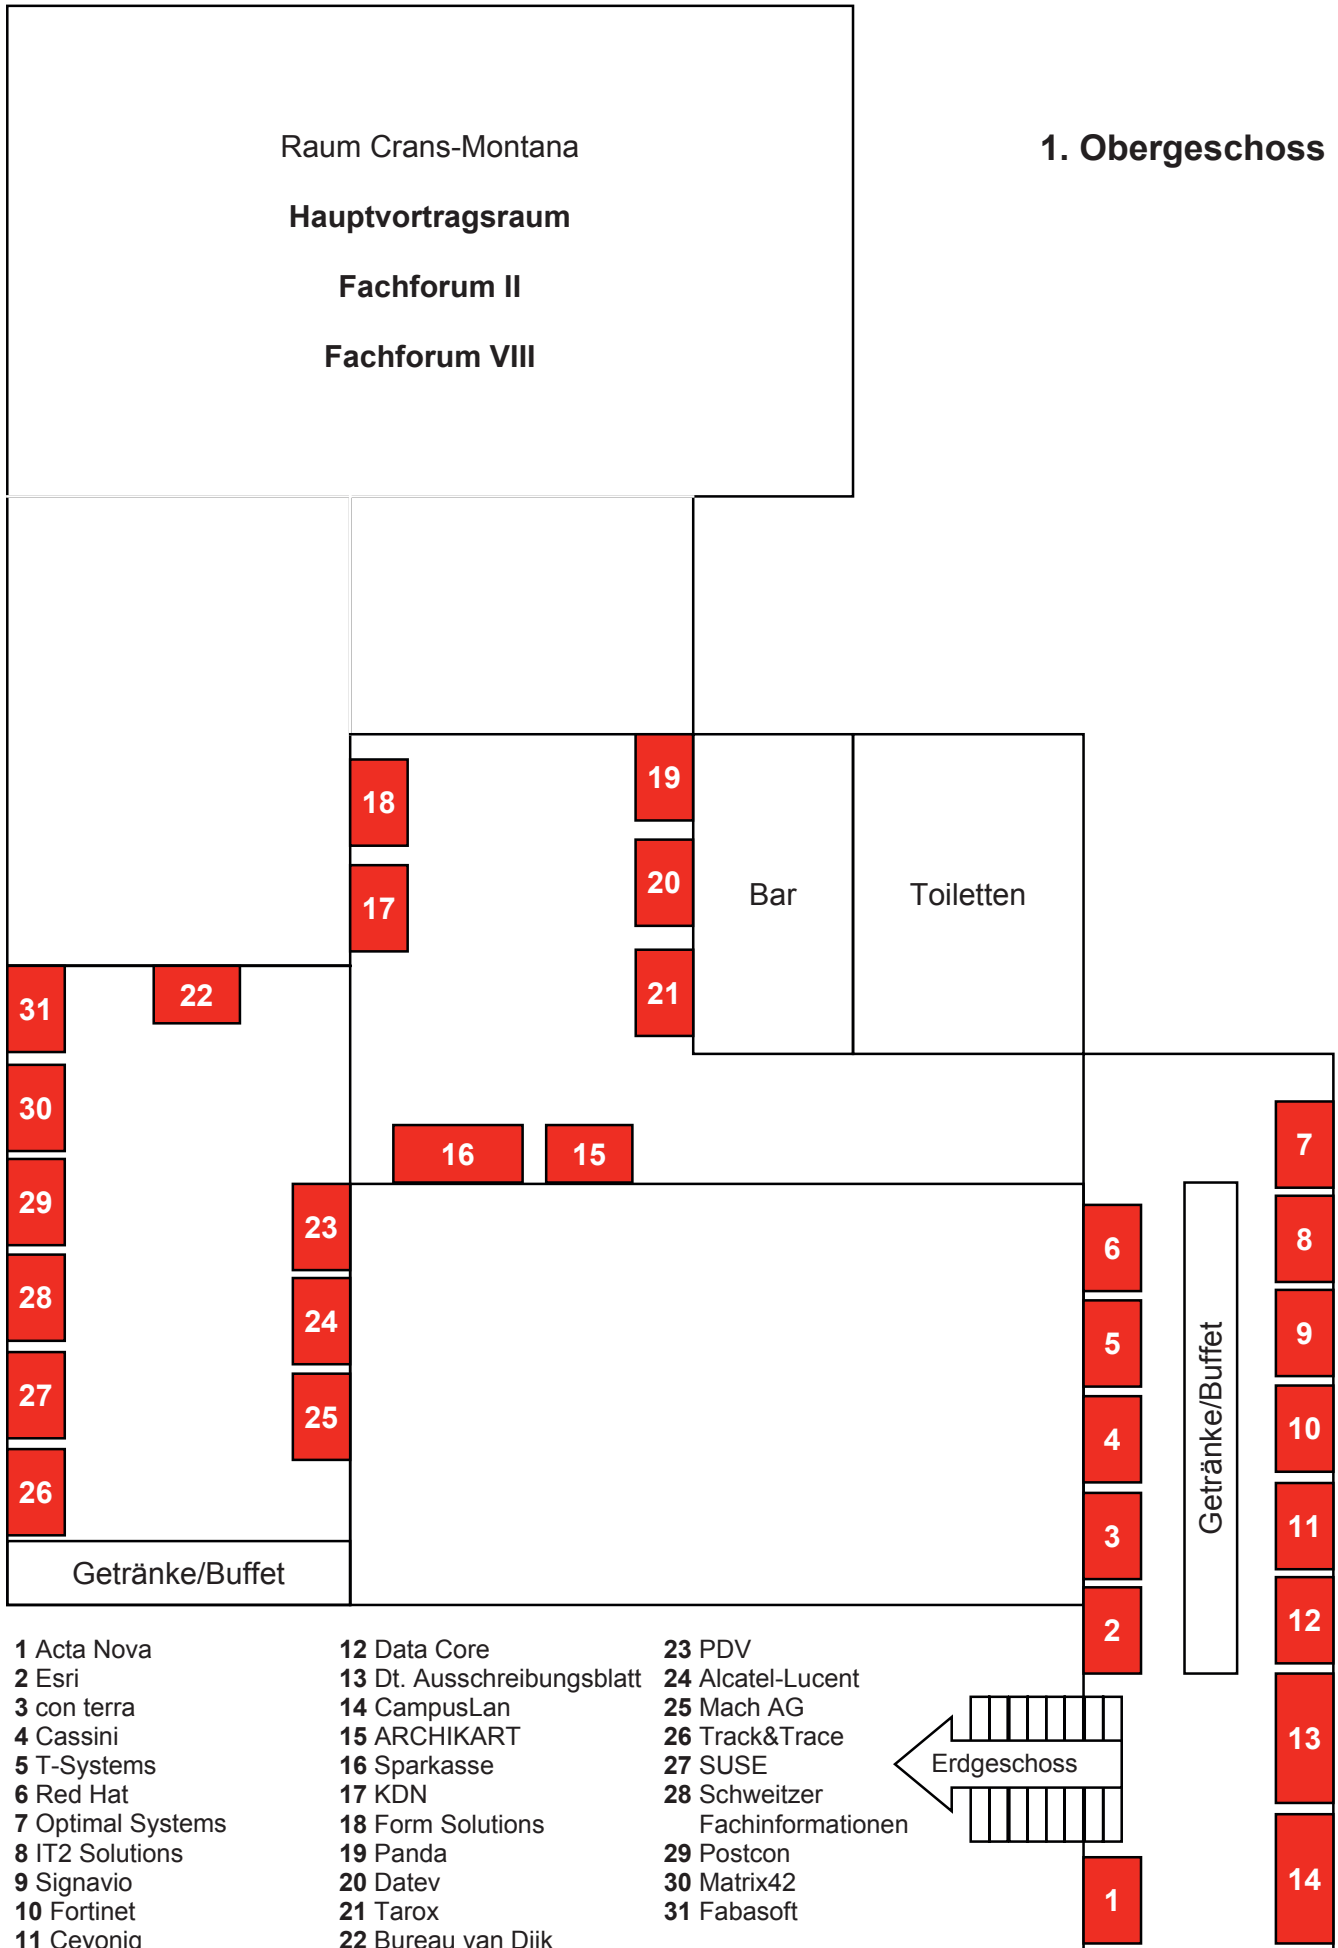 Raum Crans-Montana
Hauptvortragsraum
Fachforum II
Fachforum VIII
1. Obergeschoss
19
18
20
17
21
Bar
Toiletten
31
22
30
29
28
27
26
16
15
23
24
25
7
6
8
5
9
4
10
3
11
2
12
13
14
1
Getränke/Buffet
Getränke/Buffet
Erdgeschoss
1 Acta Nova
2 Esri
3 con terra
4 Cassini
5 T-Systems
6 Red Hat
7 Optimal Systems
8 IT2 Solutions
9 Signavio
10 Fortinet
11 Ceyoniq
12 Data Core
13 Dt. Ausschreibungsblatt
14 CampusLan
15 ARCHIKART
16 Sparkasse
17 KDN
18 Form Solutions
19 Panda
20 Datev
21 Tarox
22 Bureau van Dijk
23 PDV
24 Alcatel-Lucent
25 Mach AG
26 Track&Trace
27 SUSE
28 Schweitzer
Fachinformationen
29 Postcon
30 Matrix42
31 Fabasoft